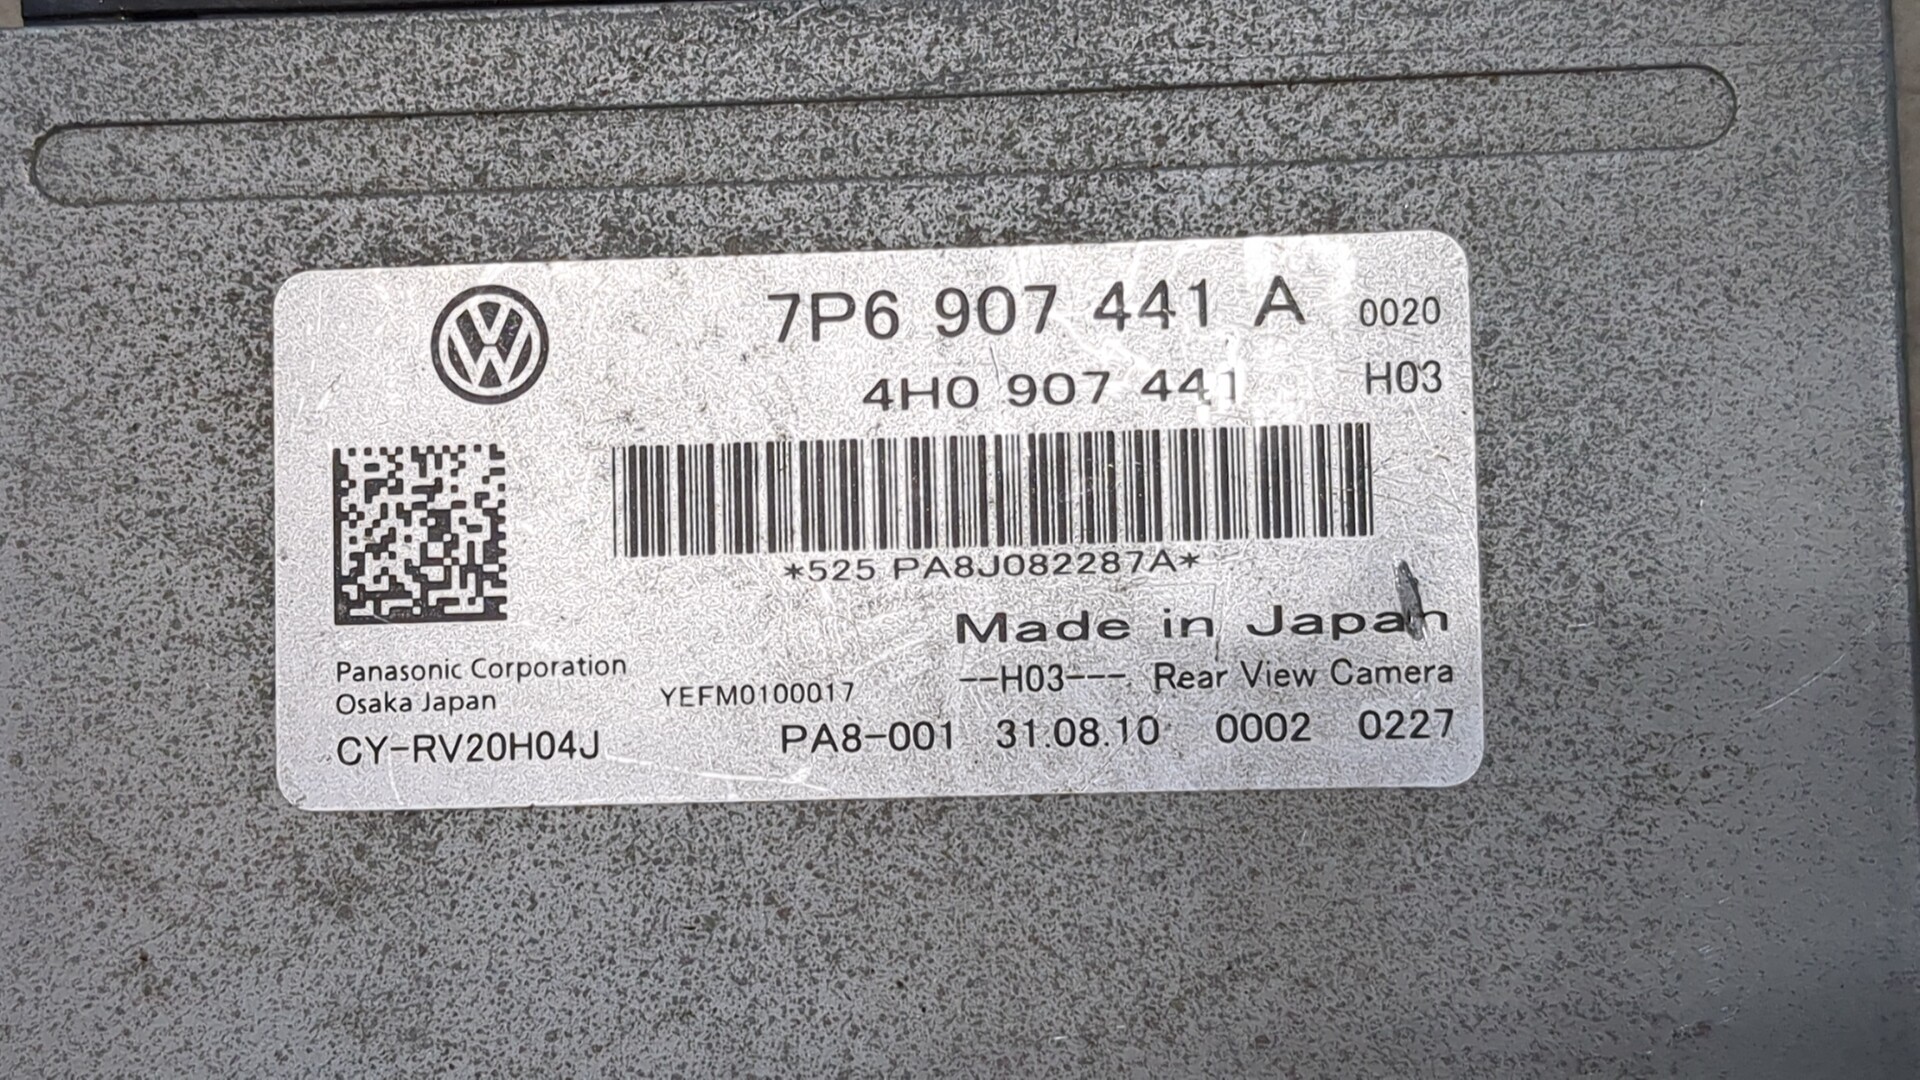 7P6 907 441 A 0020
4H0 907 441 H03
*525 PA8J082287A*
Made in Japan
Panasonic Corporation
Osaka Japan
YEFM0100017
--H03--- Rear View Camera
CY-RV20H04J
PA8-001 31.08.10 0002 0227